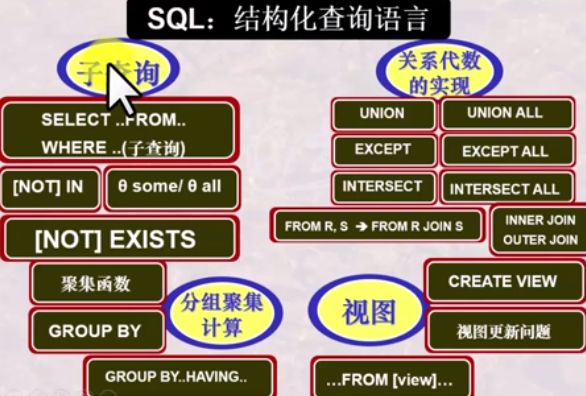 SQL：结构化查询语言
子查询
SELECT ..FROM..
WHERE ..(子查询)
[NOT] IN
θ some/ θ all
[NOT] EXISTS
关系代数
的实现
UNION
UNION ALL
EXCEPT
EXCEPT ALL
INTERSECT
INTERSECT ALL
FROM R, S → FROM R JOIN S
INNER JOIN
OUTER JOIN
聚集函数
GROUP BY
GROUP BY..HAVING..
分组聚集
计算
视图
CREATE VIEW
视图更新问题
...FROM [view]...